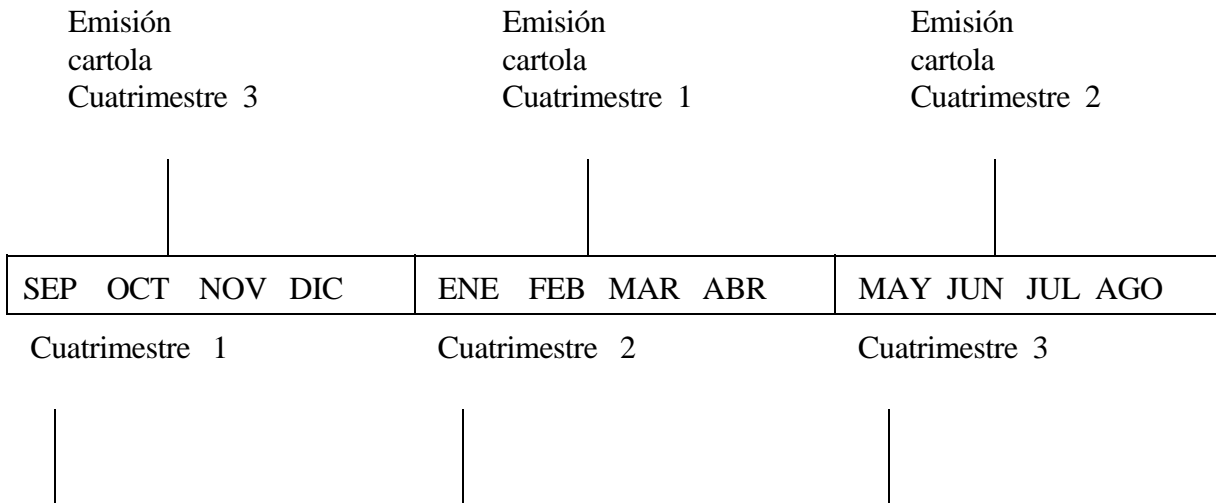 Emisión
cartola
Cuatrimestre 3
Emisión
cartola
Cuatrimestre 1
Emisión
cartola
Cuatrimestre 2
SEP OCT NOV DIC
ENE FEB MAR ABR
MAY JUN JUL AGO
Cuatrimestre 1
Cuatrimestre 2
Cuatrimestre 3